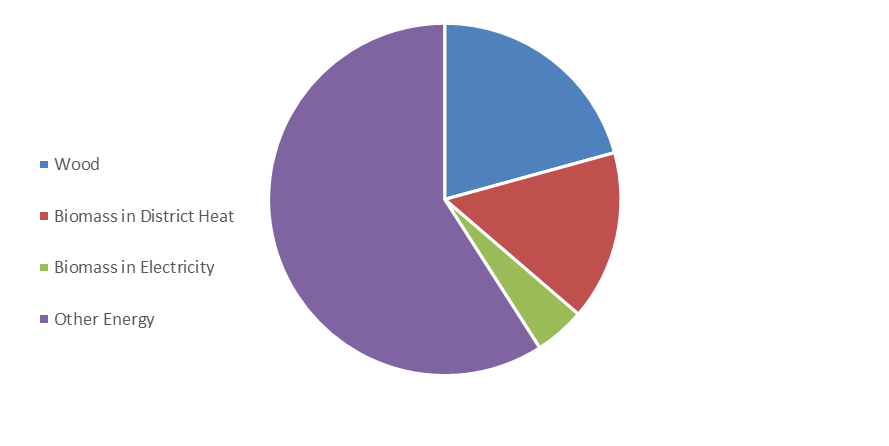 Wood
Biomass in District Heat
Biomass in Electricity
Other Energy